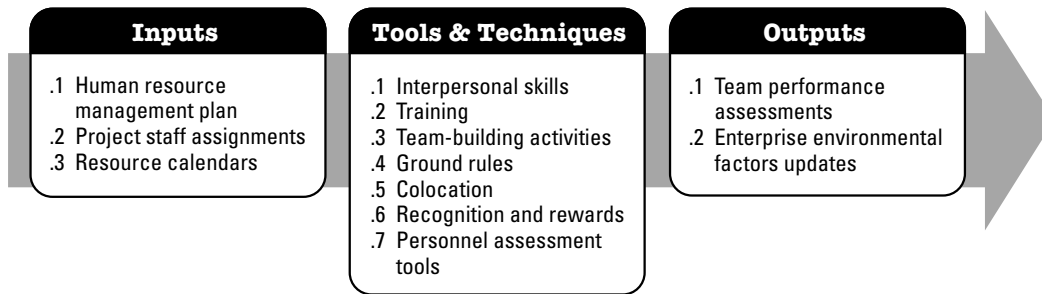 Inputs
.1 Human resource
management plan
.2 Project staff assignments
.3 Resource calendars
Tools & Techniques
.1 Interpersonal skills
.2 Training
.3 Team-building activities
.4 Ground rules
.5 Colocation
.6 Recognition and rewards
.7 Personnel assessment
tools
Outputs
.1 Team performance
assessments
.2 Enterprise environmental
factors updates